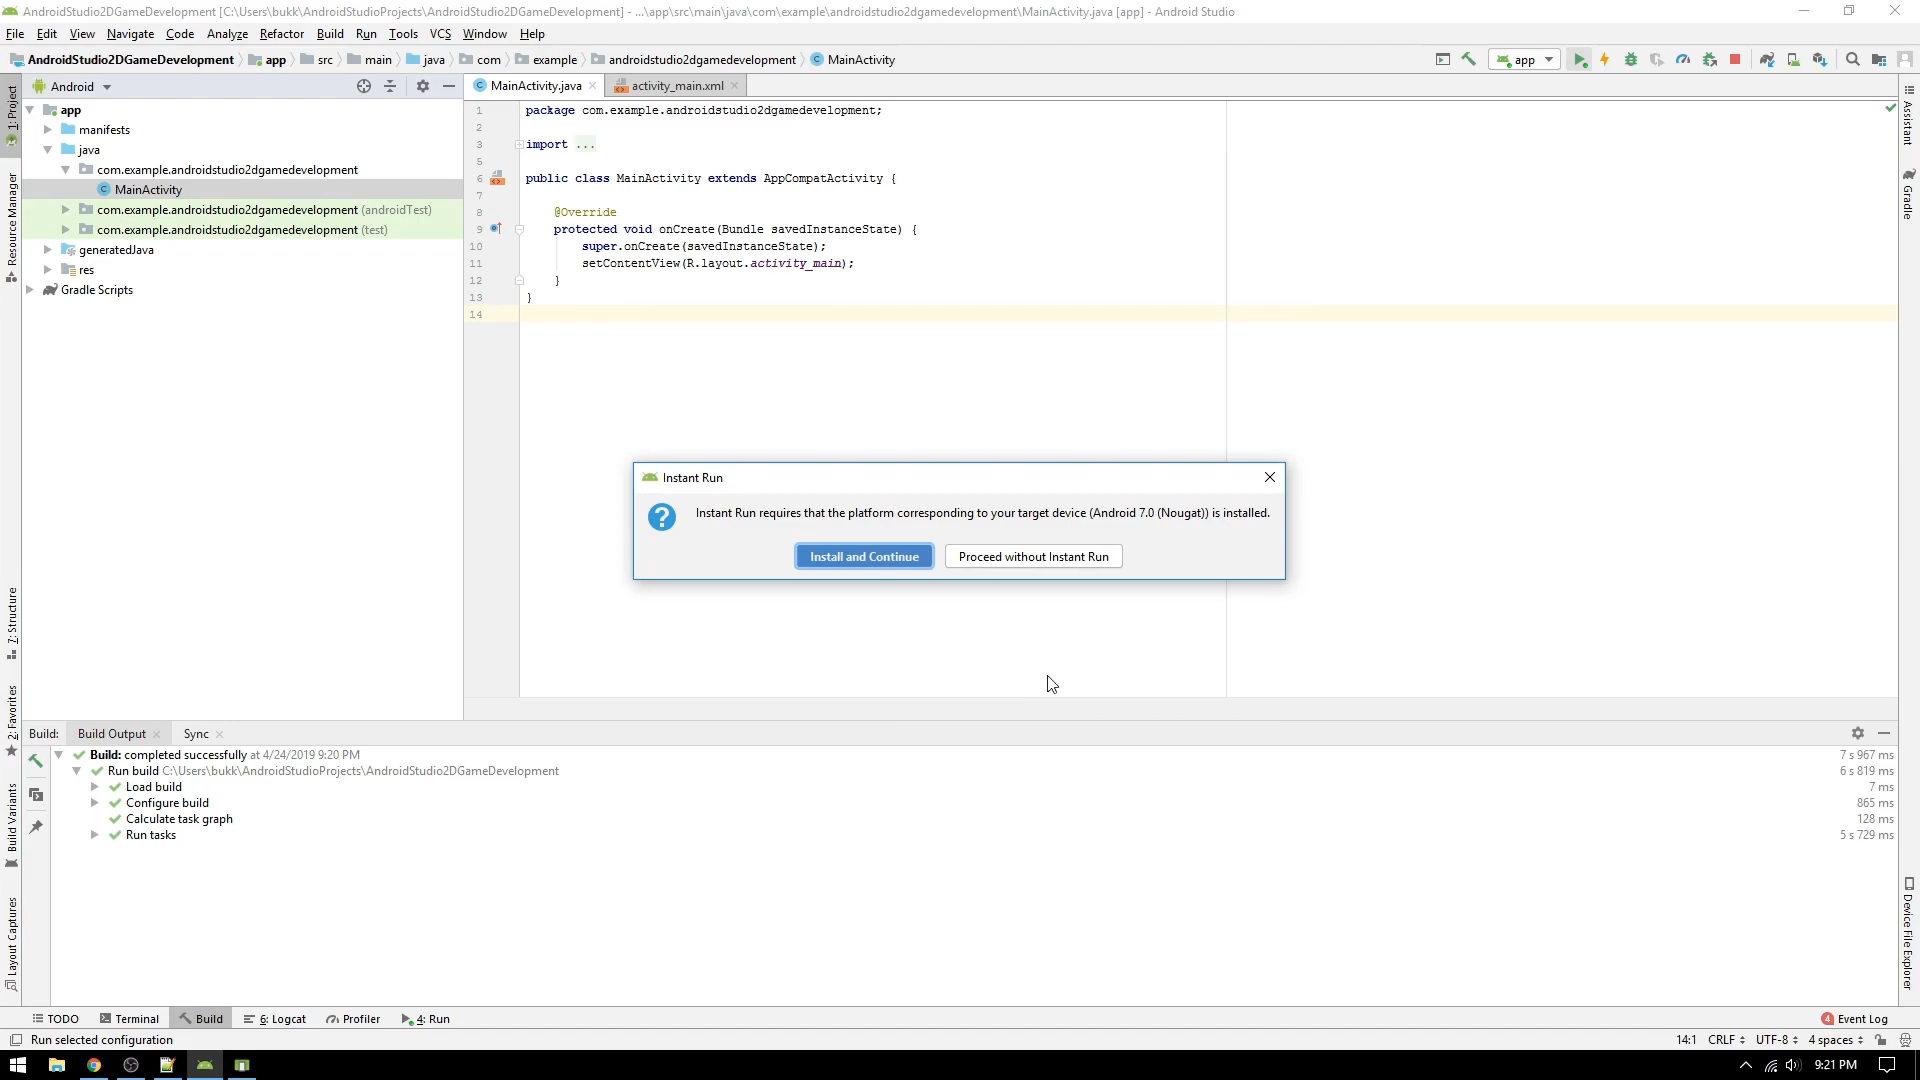 AndroidStudio2DGameDevelopment [C:\Users\bukk\AndroidStudioProjects\AndroidStudio2DGameDevelopment] - ...\app\src\main\java\com\example\androidstudio2dgamedevelopment\MainActivity.java [app] - Android Studio
File Edit View Navigate Code Analyze Refactor Build Run Tools VCS Window Help
AndroidStudio2DGameDevelopment app src main java com example androidstudio2dgamedevelopment MainActivity app
1: Project
Resource Manager
7: Structure
2: Favorites
Build Variants
Layout Captures
Android
app
manifests
java
com.example.androidstudio2dgamedevelopment
MainActivity
com.example.androidstudio2dgamedevelopment (androidTest)
com.example.androidstudio2dgamedevelopment (test)
generatedJava
res
Gradle Scripts
MainActivity.java activity_main.xml
1 package com.example.androidstudio2dgamedevelopment;
2
3 import ...
5
6 public class MainActivity extends AppCompatActivity {
7
8 @Override
9 protected void onCreate(Bundle savedInstanceState) {
10 super.onCreate(savedInstanceState);
11 setContentView(R.layout.activity_main);
12 }
13 }
14
Assistant
Gradle
Device File Explorer
Instant Run
Instant Run requires that the platform corresponding to your target device (Android 7.0 (Nougat)) is installed.
Install and Continue Proceed without Instant Run
Build: Build Output Sync
Build: completed successfully at 4/24/2019 9:20 PM 7 s 967 ms
Run build C:\Users\bukk\AndroidStudioProjects\AndroidStudio2DGameDevelopment 6 s 819 ms
Load build 7 ms
Configure build 865 ms
Calculate task graph 128 ms
Run tasks 5 s 729 ms
TODO Terminal Build 6: Logcat Profiler 4: Run 4 Event Log
Run selected configuration 14:1 CRLF UTF-8 4 spaces
9:21 PM